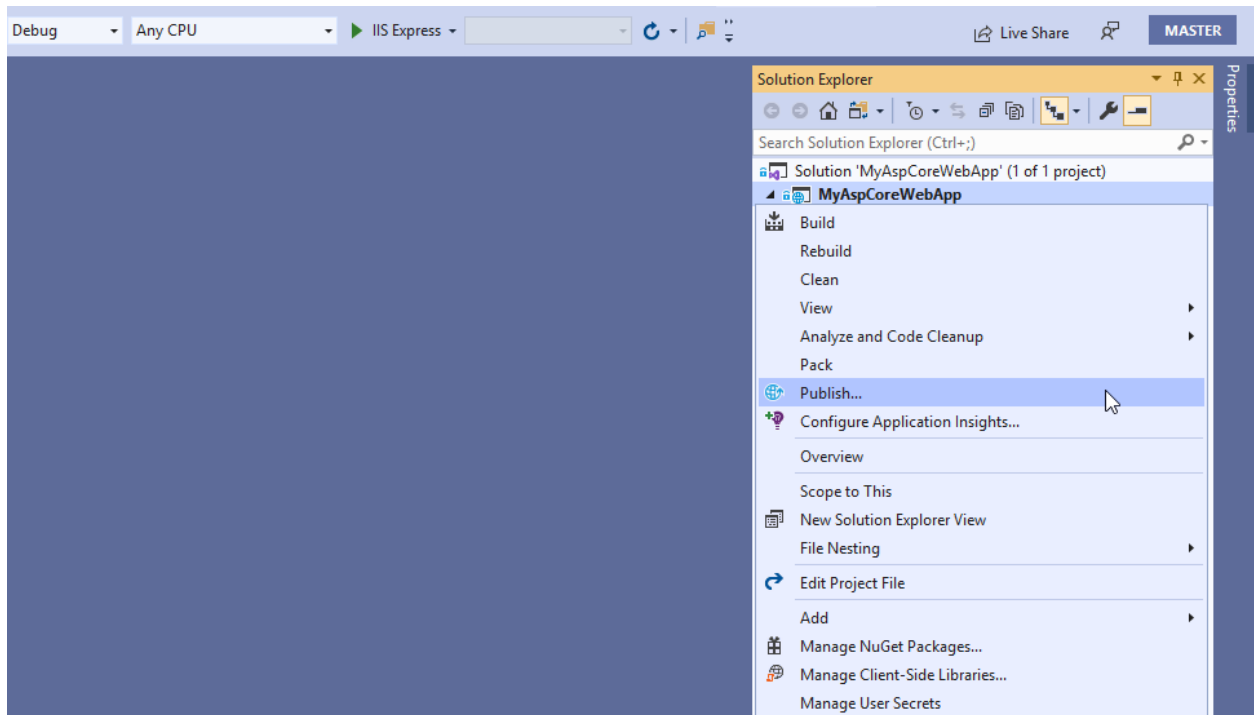 Debug Any CPU IIS Express Live Share MASTER
Solution Explorer
Properties
Search Solution Explorer (Ctrl+;)
Solution 'MyAspCoreWebApp' (1 of 1 project)
MyAspCoreWebApp
Build
Rebuild
Clean
View
Analyze and Code Cleanup
Pack
Publish...
Configure Application Insights...
Overview
Scope to This
New Solution Explorer View
File Nesting
Edit Project File
Add
Manage NuGet Packages...
Manage Client-Side Libraries...
Manage User Secrets